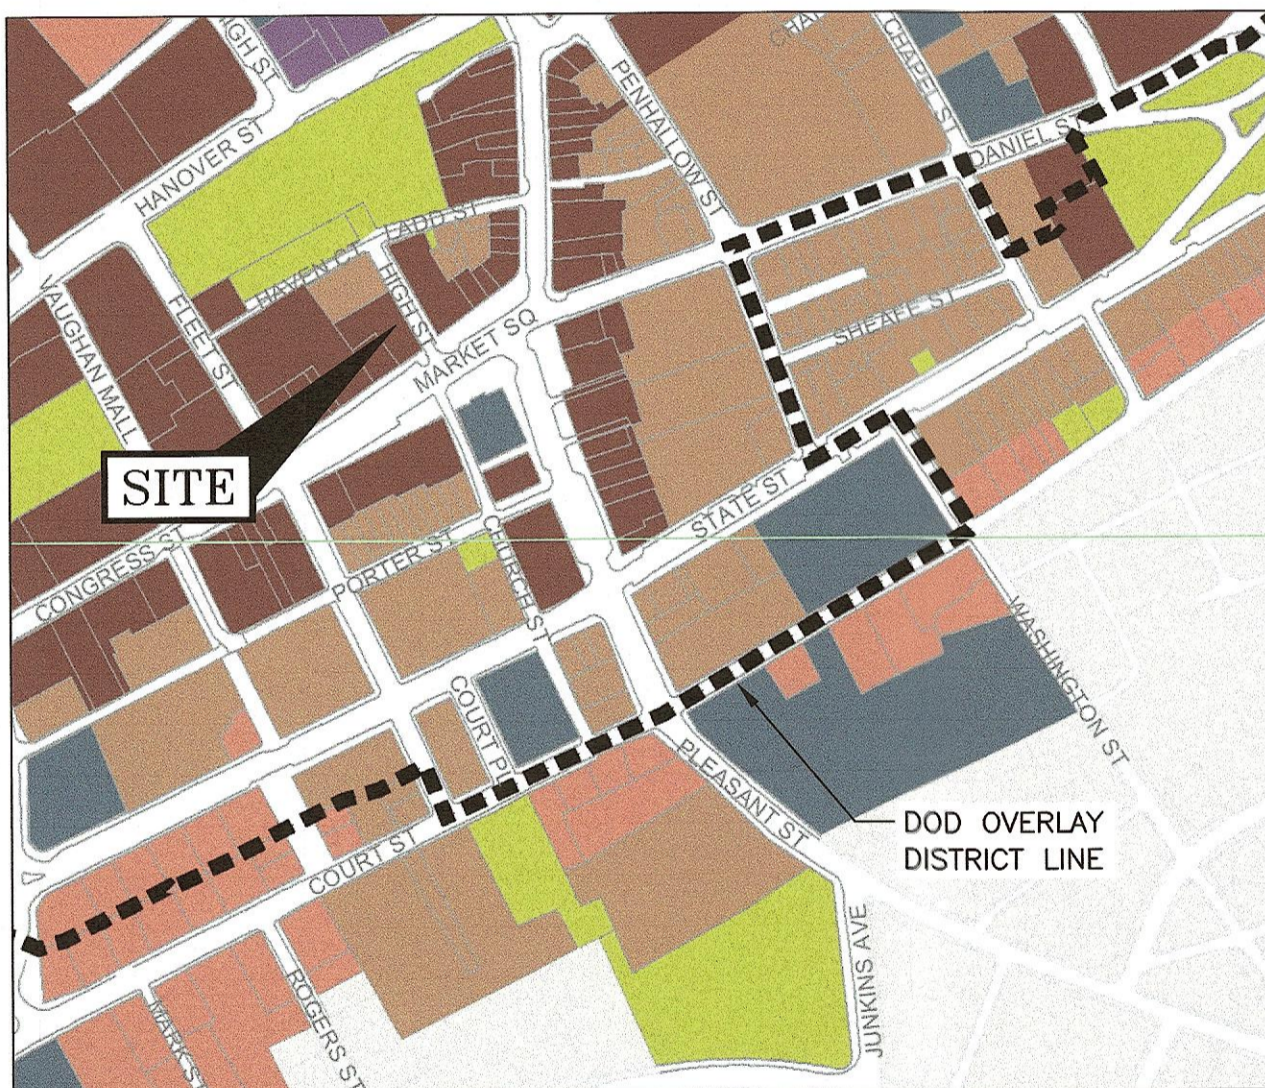 HIGH ST
PENHALLOW ST
CHAPEL ST
DANIEL ST
HANOVER ST
LADD ST
HAVEN CT
HIGH ST
SHEAFE ST
VAUGHAN MALL
FLEET ST
MARKET SQ
SITE
STATE ST
CONGRESS ST
PORTER ST
CHURCH ST
WASHINGTON ST
COURT PL
PLEASANT ST
DOD OVERLAY
DISTRICT LINE
COURT ST
JUNKINS AVE
ROGERS ST
MARK ST